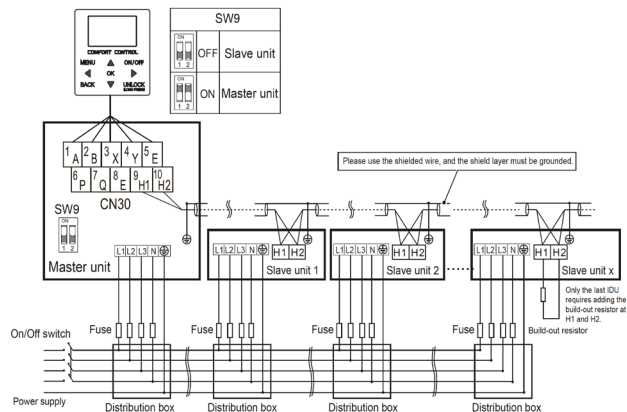 SW9
ON
1 2
OFF
Slave unit
ON
1 2
ON
Master unit
COMFORT CONTROL
MENU
ON/OFF
OK
BACK
UNLOCK
1 A
2 B
3 X
4 Y
5 E
6 P
7 Q
8 E
9 H1
10 H2
CN30
SW9
ON
1 2
Master unit
L1 L2 L3 N
Please use the shielded wire, and the shield layer must be grounded.
L1 L2 L3 N
H1 H2
Slave unit 1
L1 L2 L3 N
H1 H2
Slave unit 2
L1 L2 L3 N
H1 H2
Slave unit x
Only the last IDU
requires adding the
build-out resistor at
H1 and H2.
Build-out resistor
On/Off switch
Fuse
Fuse
Fuse
Fuse
Power supply
Distribution box
Distribution box
Distribution box
Distribution box